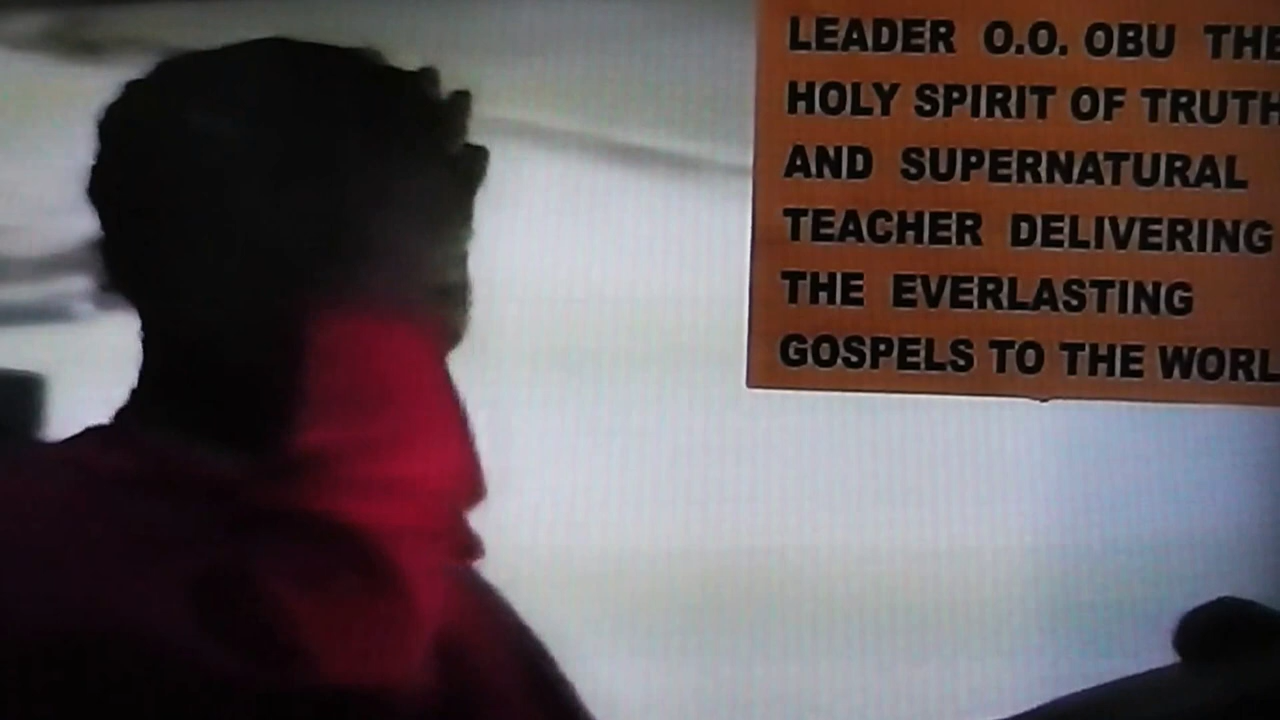 LEADER O.O. OBU THE
HOLY SPIRIT OF TRUTH
AND SUPERNATURAL
TEACHER DELIVERING
THE EVERLASTING
GOSPELS TO THE WORL